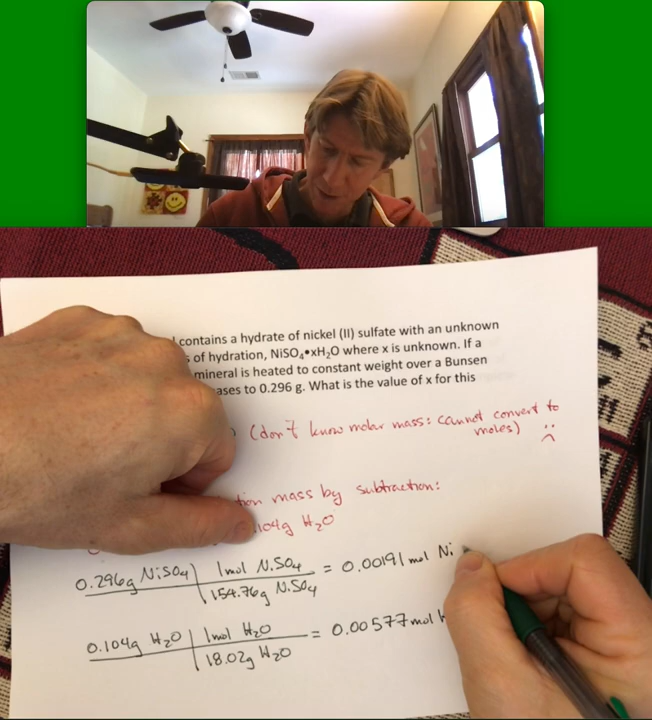 contains a hydrate of nickel (II) sulfate with an unknown
of hydration, NiSO₄•xH₂O where x is unknown. If a
mineral is heated to constant weight over a Bunsen
ases to 0.296 g. What is the value of x for this
(don't know molar mass: cannot convert to
moles) :(
tion mass by subtraction:
.104g H₂O
0.296g NiSO₄ | 1mol NiSO₄ = 0.00191 mol Ni
154.76g NiSO₄
0.104g H₂O | 1mol H₂O = 0.00577 mol
18.02g H₂O